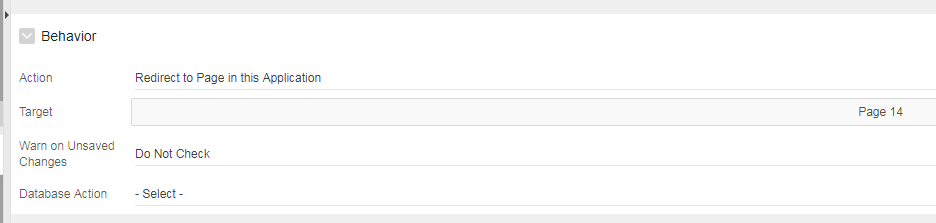 Behavior
Action Redirect to Page in this Application
Target Page 14
Warn on Unsaved
Changes Do Not Check
Database Action - Select -